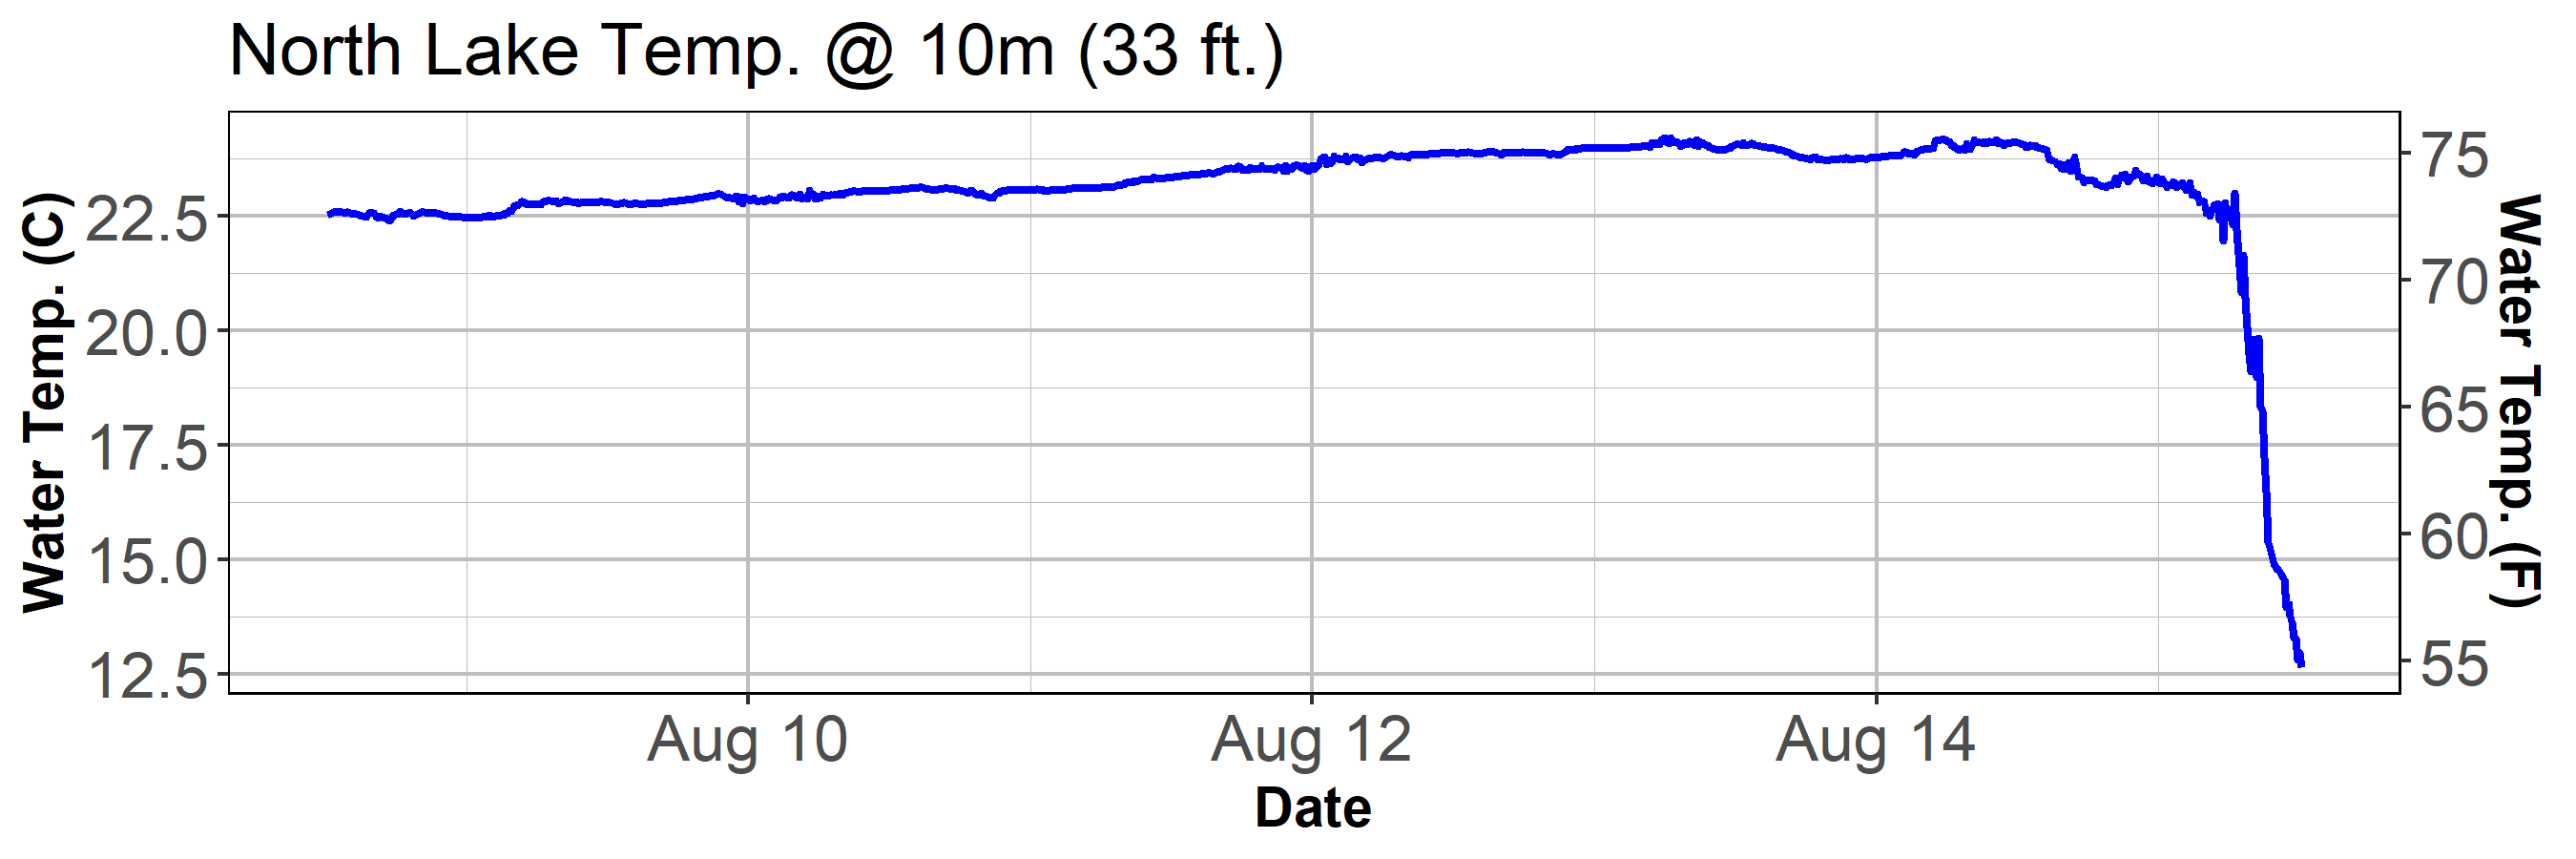 North Lake Temp. @ 10m (33 ft.)
Water Temp. (C)
22.5
20.0
17.5
15.0
12.5
75
70
65
60
55
Water Temp. (F)
Aug 10
Aug 12
Aug 14
Date